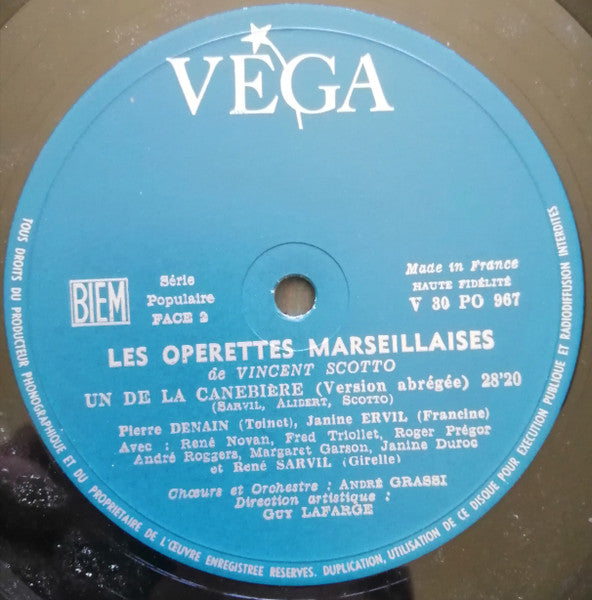 VEGA
BIEM
Série
Populaire
FACE 2
Made in France
HAUTE FIDÉLITÉ
V 30 PO 967
LES OPERETTES MARSEILLAISES
de VINCENT SCOTTO
UN DE LA CANEBIÈRE (Version abrégée) 28'20
(SARVIL, ALIBERT, SCOTTO)
Pierre DENAIN (Toinet), Janine ERVIL (Francine)
Avec : René Novan, Fred Triollet, Roger Prégor
André Roggers, Margaret Garson, Janine Duroc
et René SARVIL (Girelle)
Chœurs et Orchestre : ANDRÉ GRASSI
Direction artistique :
GUY LAFARGE
TOUS DROITS DU PRODUCTEUR PHONOGRAPHIQUE ET DU PROPRIETAIRE DE L'ŒUVRE ENREGISTREE RESERVES. DUPLICATION, UTILISATION DE CE DISQUE POUR EXECUTION PUBLIQUE ET RADIODIFFUSION INTERDITES